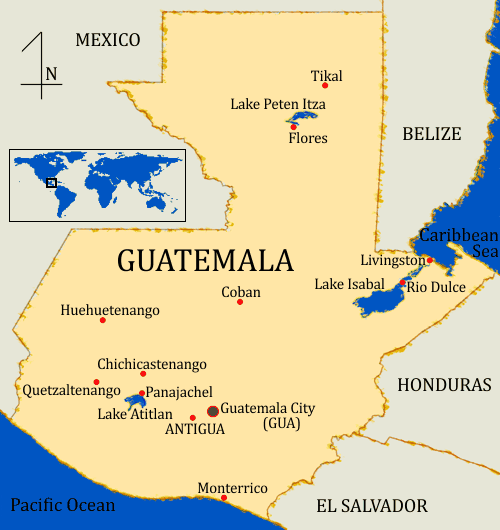 MEXICO
N
Tikal
Lake Peten Itza
Flores
BELIZE
Caribbean
Sea
GUATEMALA
Livingston
Lake Isabal
Rio Dulce
Coban
Huehuetenango
Chichicastenango
Quetzaltenango
Panajachel
HONDURAS
Lake Atitlan
Guatemala City
(GUA)
ANTIGUA
Monterrico
Pacific Ocean
EL SALVADOR